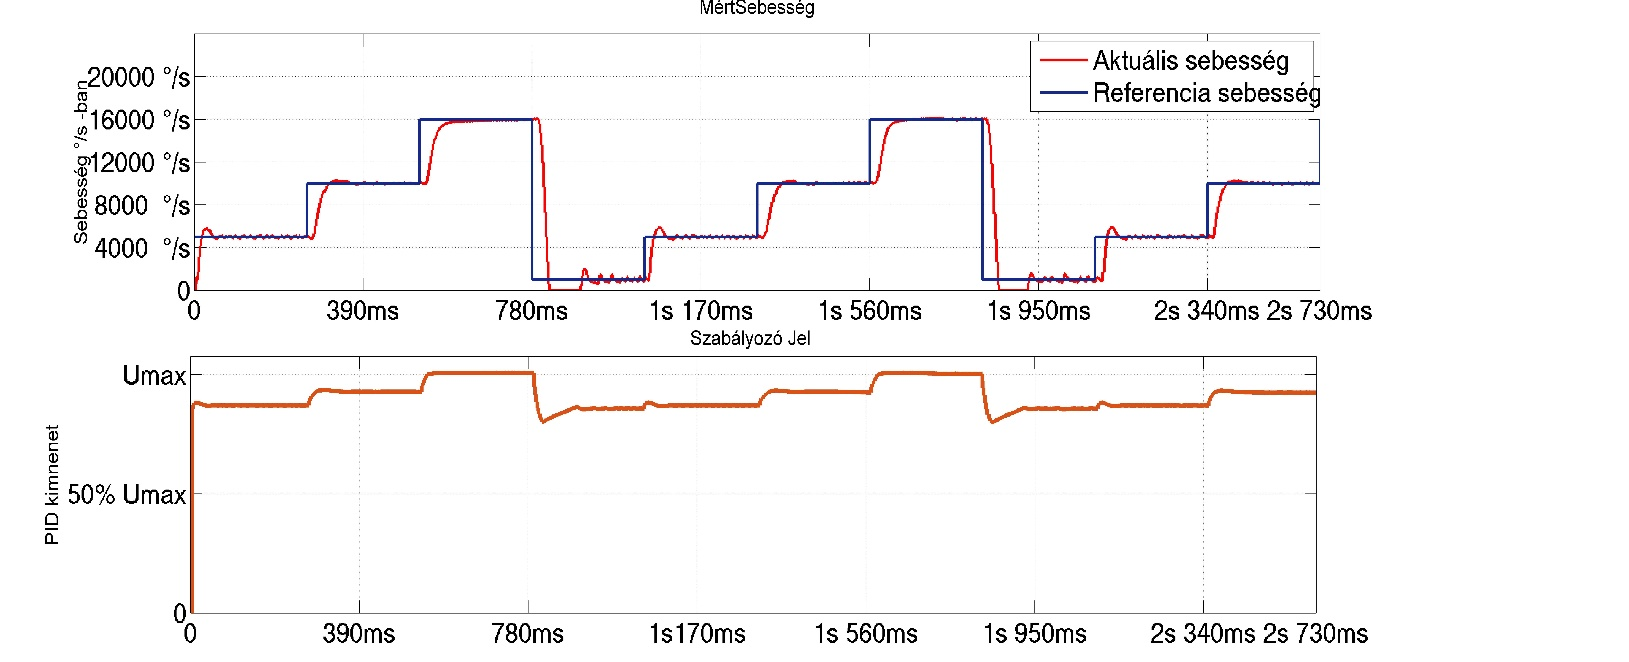 MértSebesség
Sebesség °/s -ban
20000 °/s
16000 °/s
12000 °/s
8000 °/s
4000 °/s
0
Aktuális sebesség
Referencia sebesség
0 390ms 780ms 1s 170ms 1s 560ms 1s 950ms 2s 340ms 2s 730ms
Szabályozó Jel
PID kimnenet
Umax
50% Umax
0
0 390ms 780ms 1s170ms 1s 560ms 1s 950ms 2s 340ms 2s 730ms